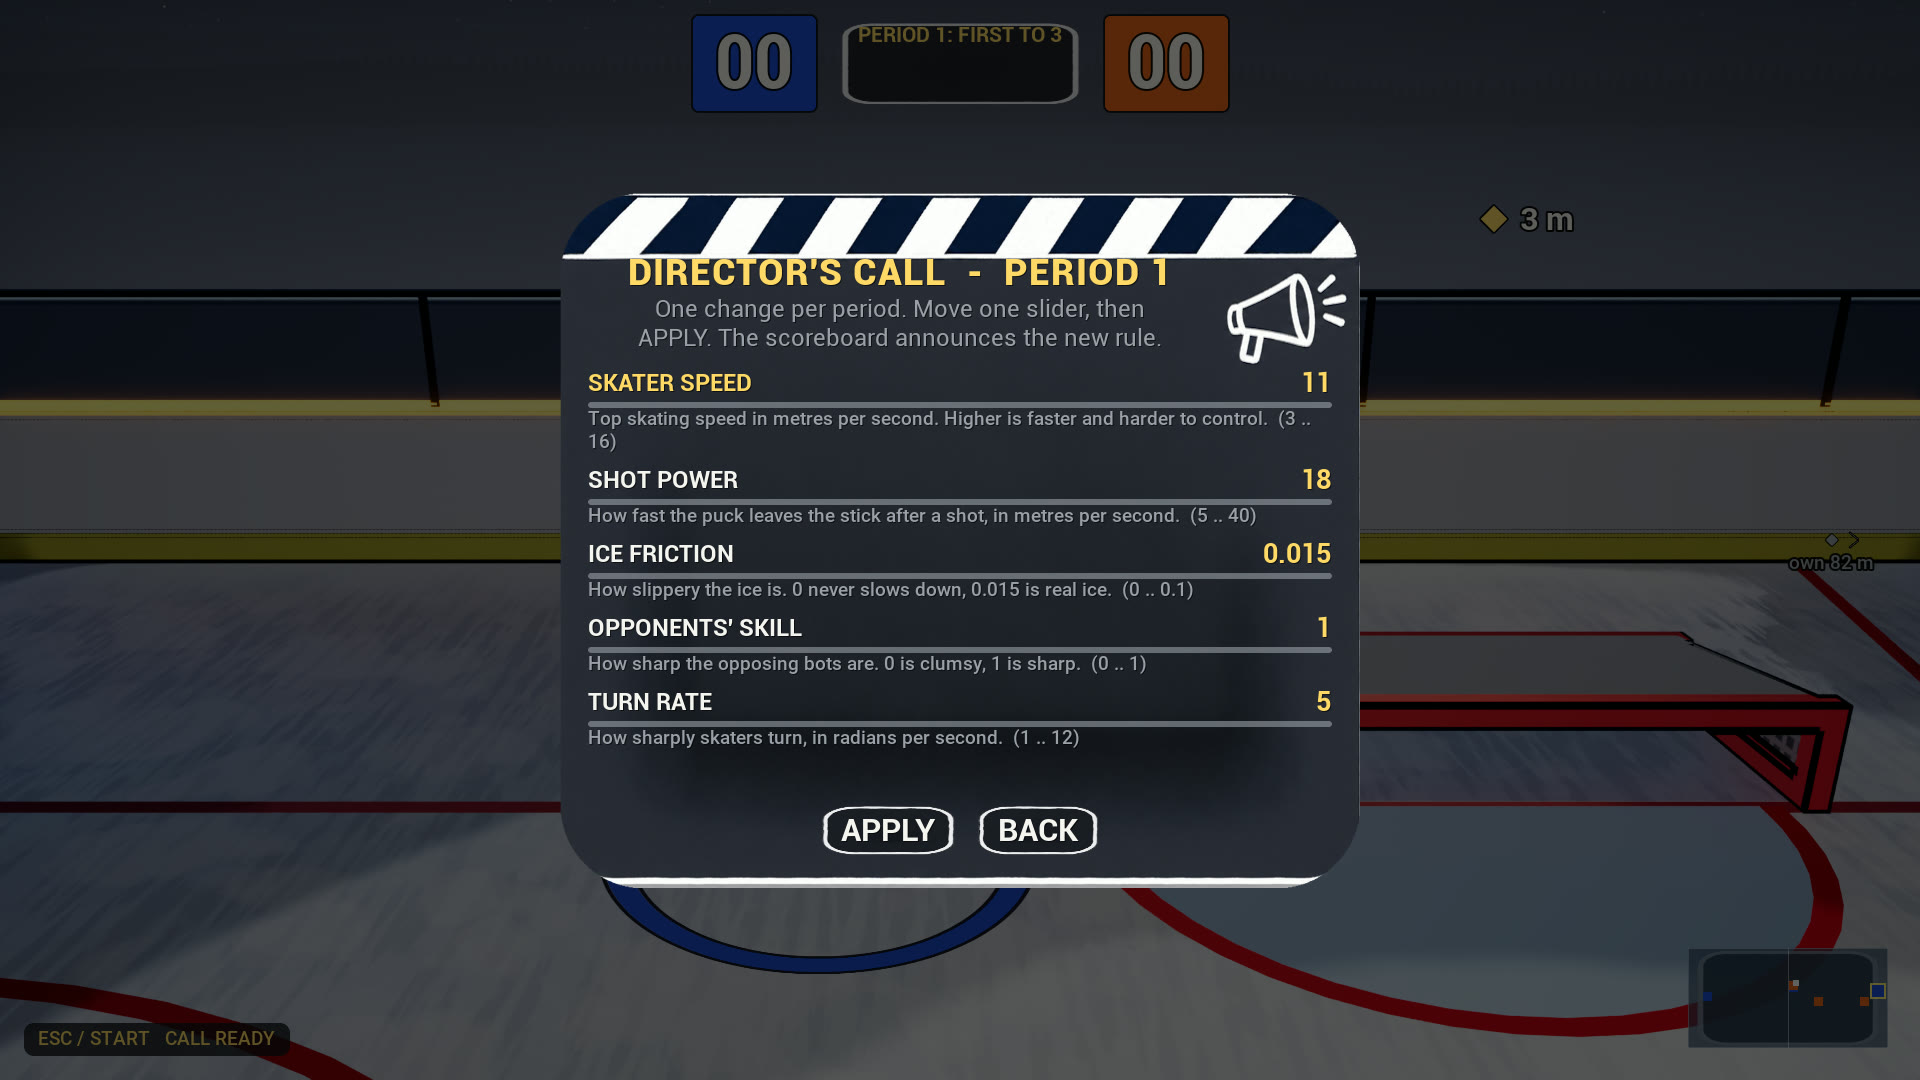 00
PERIOD 1: FIRST TO 3
00
3 m
DIRECTOR'S CALL - PERIOD 1
One change per period. Move one slider, then
APPLY. The scoreboard announces the new rule.
SKATER SPEED 11
Top skating speed in metres per second. Higher is faster and harder to control. (3 ..
16)
SHOT POWER 18
How fast the puck leaves the stick after a shot, in metres per second. (5 .. 40)
ICE FRICTION 0.015
How slippery the ice is. 0 never slows down, 0.015 is real ice. (0 .. 0.1)
own 82 m
OPPONENTS' SKILL 1
How sharp the opposing bots are. 0 is clumsy, 1 is sharp. (0 .. 1)
TURN RATE 5
How sharply skaters turn, in radians per second. (1 .. 12)
APPLY BACK
ESC / START CALL READY